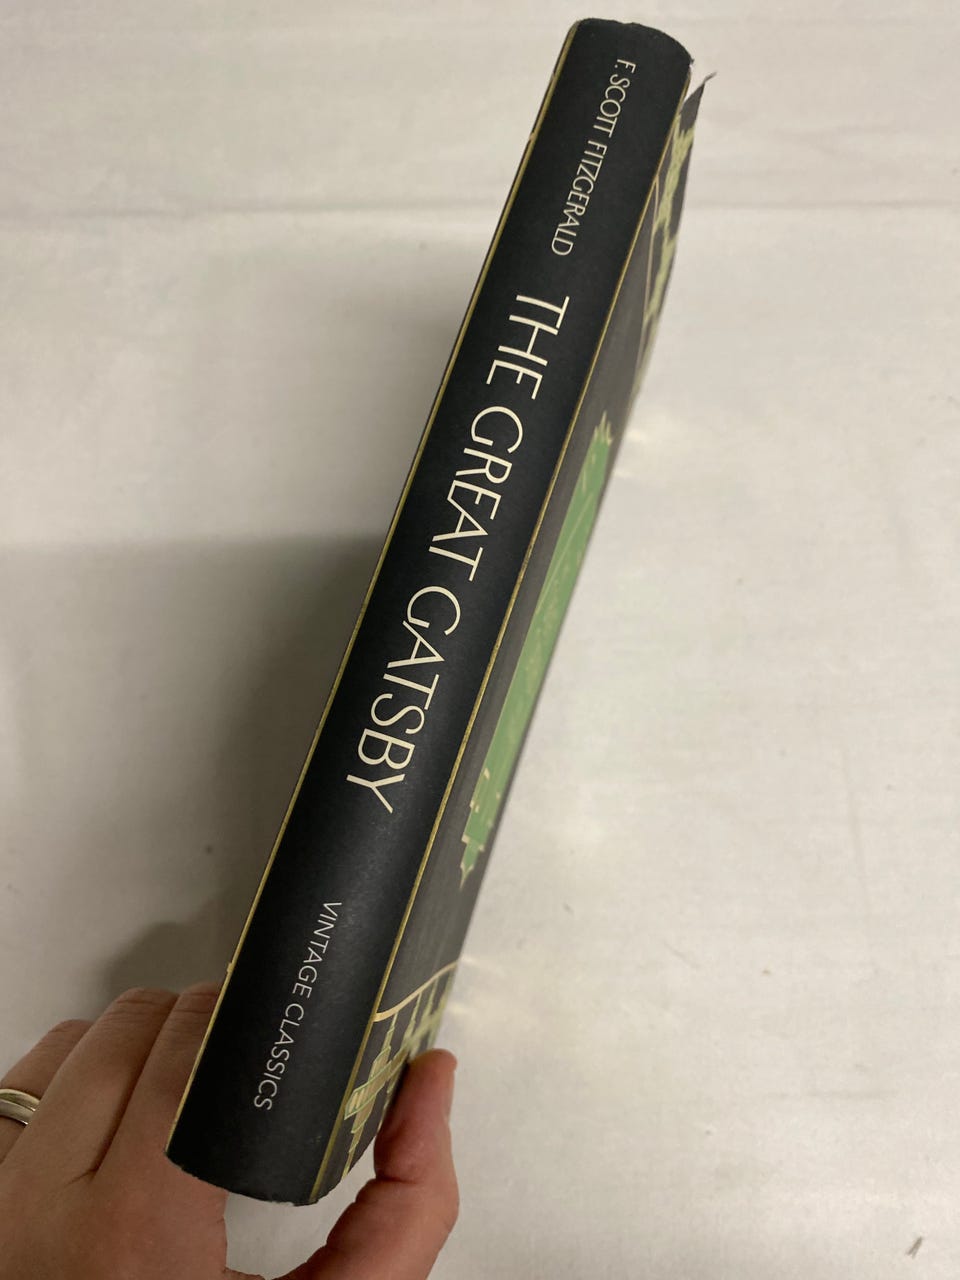 F. SCOTT FITZGERALD
THE GREAT GATSBY
VINTAGE CLASSICS